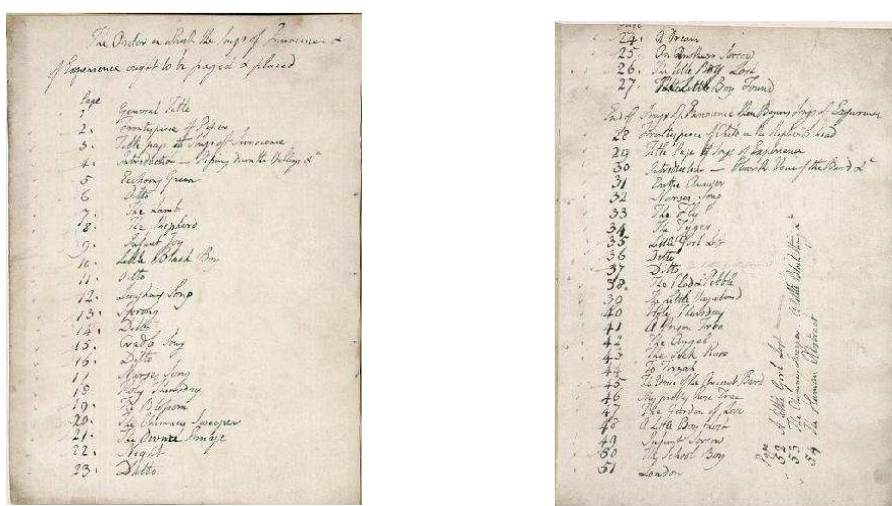 The Order in which the Songs of Innocence &
of Experience ought to be paged & placed
Page
1 General Title
2. Frontispiece of Piper
3. Title page to Songs of Innocence
4. Introduction — Piping down the Valleys &c
5 Ecchoing Green
6 Ditto
7. The Lamb
8. The Shepherd
9. Infant Joy
10. Little Black Boy
11. Ditto
12. Laughing Song
13. Spring
14. Ditto
15. Cradle Song
16. Ditto
17 Nurses Song
18 Holy Thursday
19. The Blossom
20. The Chimney Sweeper
21. The Divine Image
22. Night
23. Ditto
Page
24. A Dream
25. On Anothers Sorrow
26. The little Boy Lost
27. The Little Boy Found
End of Songs of Innocence then Begins Songs of Experience
28 Frontispiece of Child on the Shepherds head
29 Title Page of Songs of Experience
30 Introduction — Hear the Voice of the Bard &c
31 Earths Answer
32 Nurses Song
33 The Fly
34 The Tyger
35 Little Girl Lost
36 Ditto
37 Ditto
38. The Clod & Pebble
39 The Little Vagabond
40 Holy Thursday
41 A Poison Tree
42 The Angel
43 The Sick Rose
44 To Tirzah
45 The Voice of the Ancient Bard
46 My pretty Rose Tree
47 The Garden of Love
48 A Little Boy Lost
49 Infant Sorrow
50 The School Boy
51 London
Page
52 A little Girl Lost
53 The Chimney Sweeper A little black thing &c
54 The Human Abstract